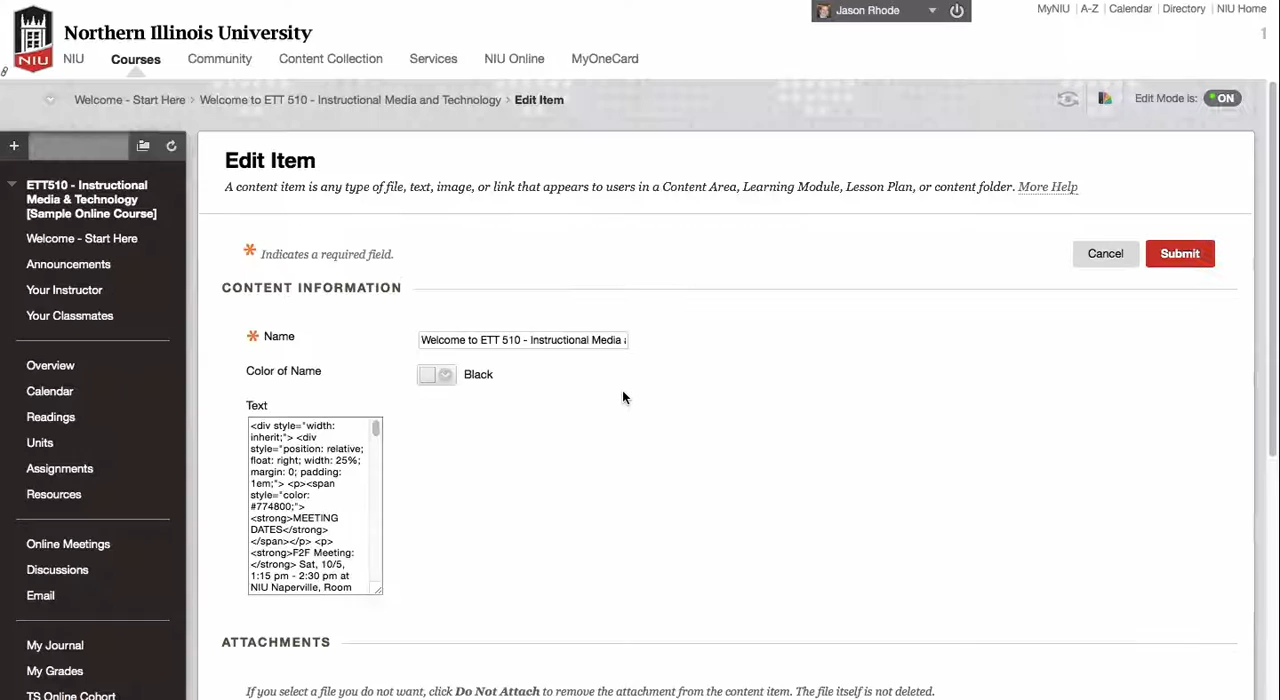 Jason Rhode
MyNIU | A-Z | Calendar | Directory | NIU Home
Northern Illinois University
NIU
NIU Courses Community Content Collection Services NIU Online MyOneCard
1
Welcome - Start Here > Welcome to ETT 510 - Instructional Media and Technology > Edit Item
Edit Mode is: ON
+
ETT510 - Instructional
Media & Technology
[Sample Online Course]
Welcome - Start Here
Announcements
Your Instructor
Your Classmates
Overview
Calendar
Readings
Units
Assignments
Resources
Online Meetings
Discussions
Email
My Journal
My Grades
TS Online Cohort
Edit Item
A content item is any type of file, text, image, or link that appears to users in a Content Area, Learning Module, Lesson Plan, or content folder. More Help
* Indicates a required field.
Cancel Submit
CONTENT INFORMATION
* Name
Welcome to ETT 510 - Instructional Media
Color of Name
Black
Text
<div style="width:
inherit;"> <div
style="position: relative;
float: right; width: 25%;
margin: 0; padding:
1em;"> <p><span
style="color:
#774800;">
<strong>MEETING
DATES</strong>
</span></p> <p>
<strong>F2F Meeting:
</strong> Sat, 10/5,
1:15 pm - 2:30 pm at
NIU Naperville, Room
ATTACHMENTS
If you select a file you do not want, click Do Not Attach to remove the attachment from the content item. The file itself is not deleted.